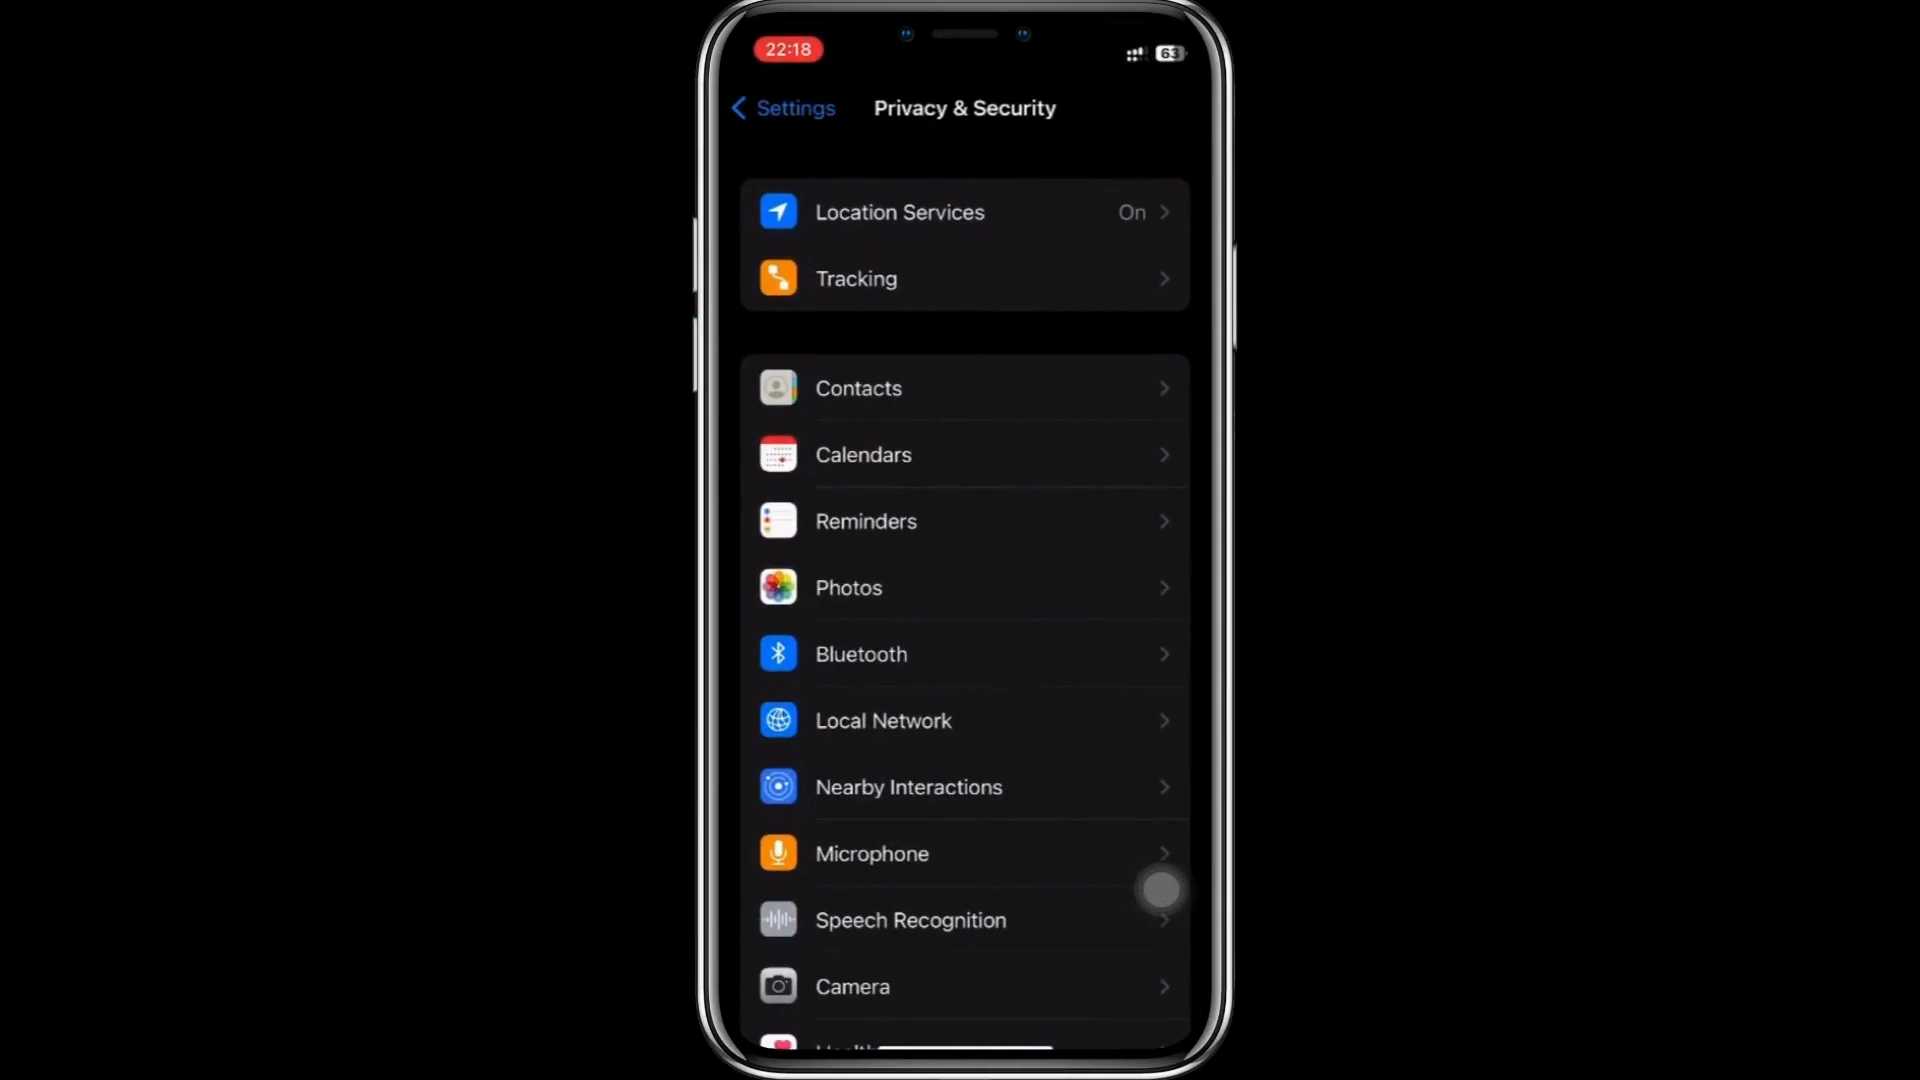 22:18
63
Settings
Privacy & Security
Location Services On
Tracking
Contacts
Calendars
Reminders
Photos
Bluetooth
Local Network
Nearby Interactions
Microphone
Speech Recognition
Camera